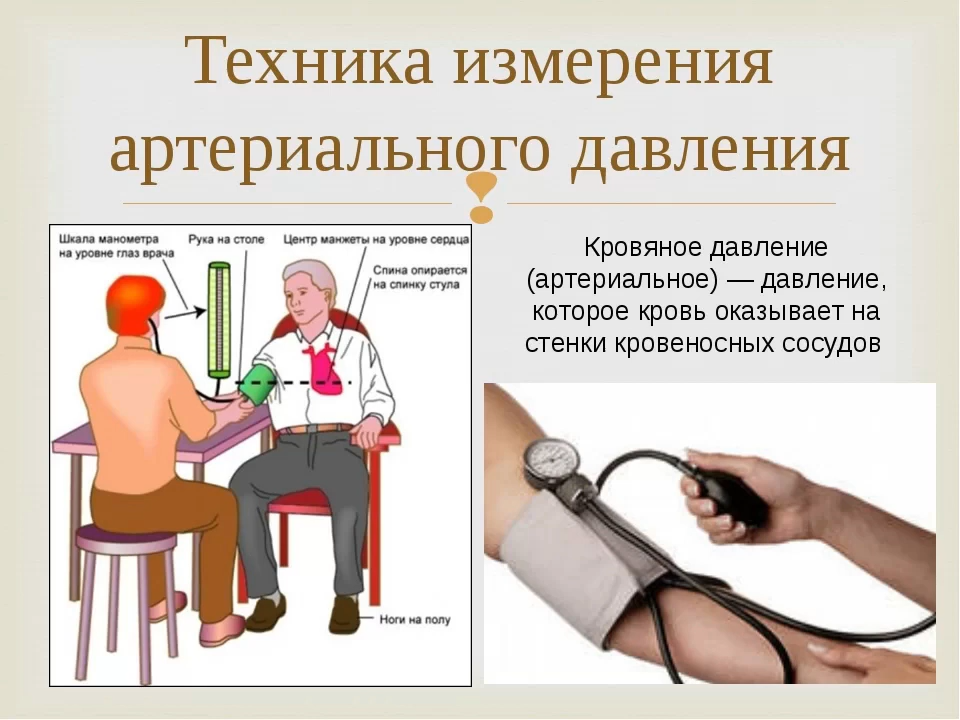 Техника измерения
артериального давления
Шкала манометра
на уровне глаз врача
Рука на столе
Центр манжеты на уровне сердца
Спина опирается
на спинку стула
Ноги на полу
Кровяное давление
(артериальное) — давление,
которое кровь оказывает на
стенки кровеносных сосудов